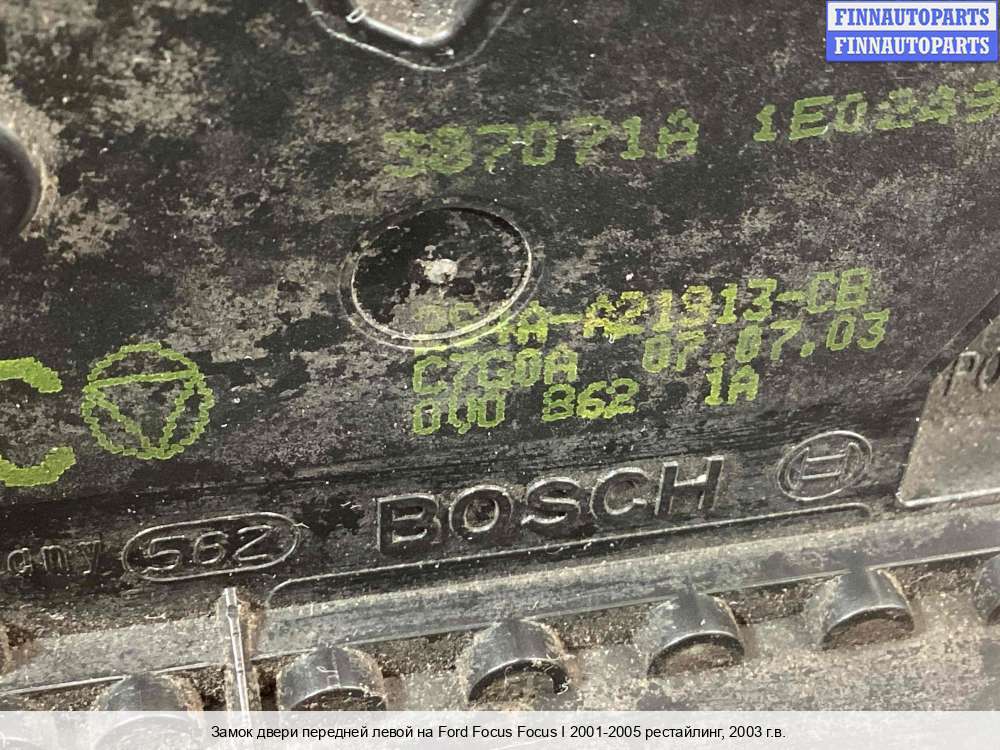 FINNAUTOPARTS
FINNAUTOPARTS
387071A 1E0243
A21913-CB
C7G0A 07.07.03
862 1A
BOSCH
562
Замок двери передней левой на Ford Focus Focus I 2001-2005 рестайлинг, 2003 г.в.